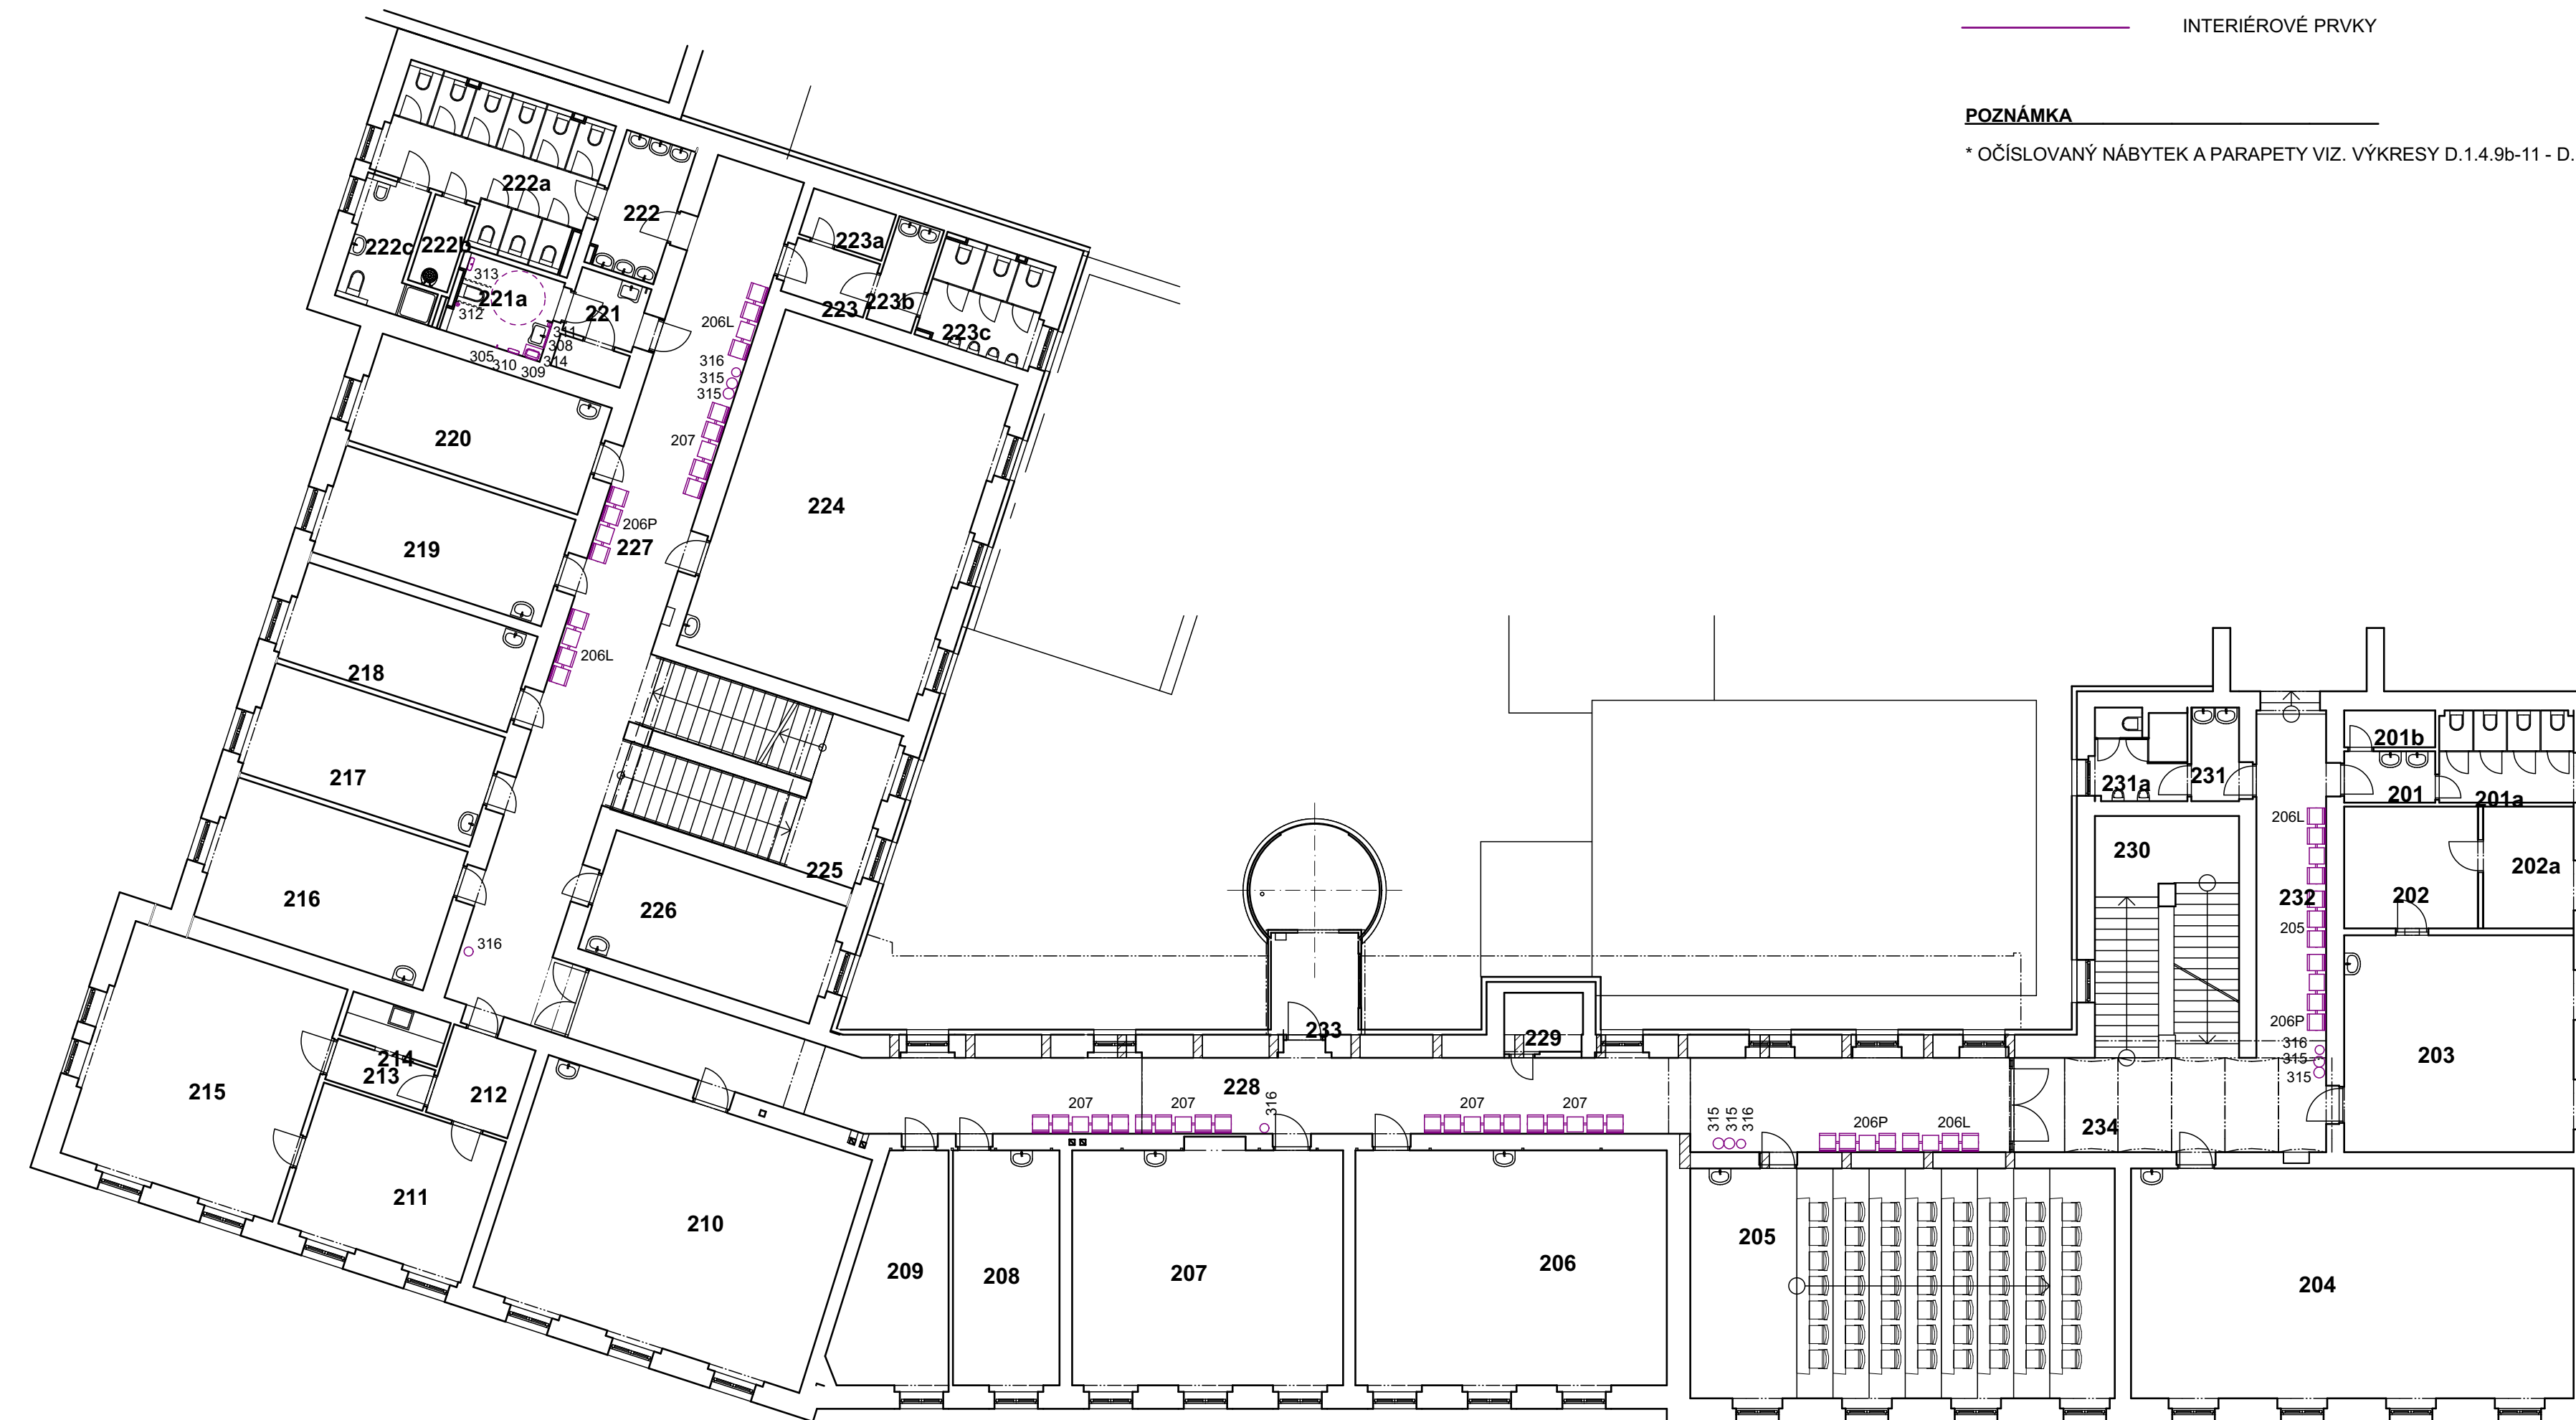 INTERIÉROVÉ PRVKY
POZNÁMKA
* OČÍSLOVANÝ NÁBYTEK A PARAPETY VIZ. VÝKRESY D.1.4.9b-11 - D.
222a
222
222c
222b
313
221a
312
221
311
308
305
310
309
314
223a
223
223b
223c
206L
316
315
315
207
220
206P
227
219
224
206L
218
217
225
216
226
316
215
214
213
212
211
210
233
229
228
207
207
316
207
207
315
315
316
206P
206L
234
209
208
207
206
205
204
231a
231
201b
201
201a
206L
230
232
202
202a
205
206P
316
315
315
203